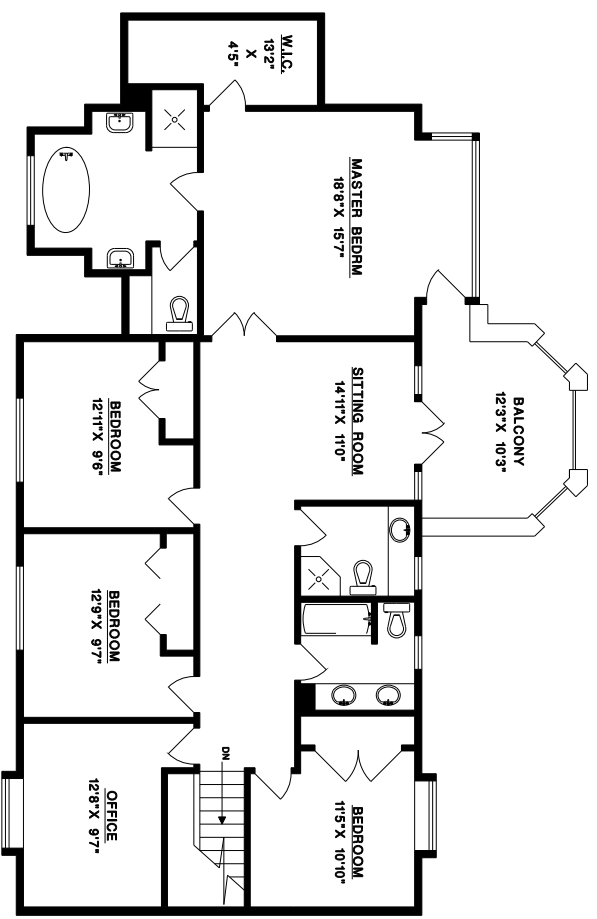 W.I.C.
13'2"
X
4'5"
MASTER BEDRM
18'8"X 15'7"
SITTING ROOM
14'11"X 11'0"
BALCONY
12'3"X 10'3"
BEDROOM
12'11"X 9'6"
BEDROOM
12'9"X 9'7"
DN
OFFICE
12'8"X 9'7"
BEDROOM
11'5"X 10'10"